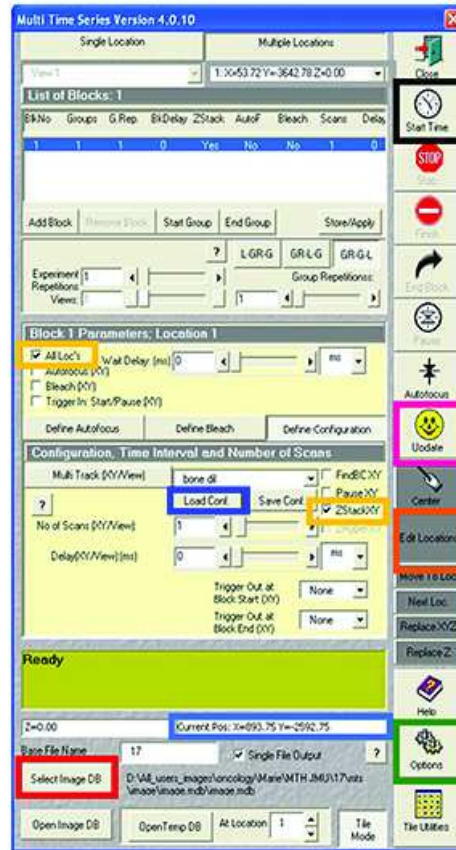 Multi Time Series Version 4.0.10
Single Location Multiple Locations
View 1 1: X=53.72 Y=-3642.78 Z=0.00
List of Blocks: 1
BlkNo Groups G.Rep BkDelay ZStack AutoF Bleach Scans Delay
1 1 1 0 Yes No No 1 0
Add Block Remove Block Start Group End Group Store/Apply
? L-GR-G GR-L-G GR-G-L
Experiment Repetitions 1 Group Repetitions:
Views: 1 1
Block 1 Parameters; Location 1
All Loc's Wait Delay: (ms) 0 ms
Autofocus (XY)
Bleach (XY)
Trigger In: Start/Pause (XY)
Define Autofocus Define Bleach Define Configuration
Configuration, Time Interval and Number of Scans
Multi Track (XY/View) bone dil FindBC XY
? Load Conf. Save Conf. Pause XY
ZStackXY
No of Scans (XY/View) 1
Delay(XY/View):(ms) 0 ms
Trigger Out at Block Start (XY) None
Trigger Out at Block End (XY) None
Ready
Z=0.00 Current Pos: X=893.75 Y=-2592.75
Base File Name 17 Single File Output ?
Select Image DB D:\All_users_images\oncology\Marie\MTH JMU\17\mts
\image\image.mdb\image.mdb
Open Image DB OpenTemp DB At Location 1 Tile Mode
Close
Start Time
STOP
Stop
Finish
End Block
Pause
Autofocus
Update
Center
Edit Locations
Move To Loc
Next Loc.
Replace XYZ
Replace Z
Help
Options
Tile Utilities